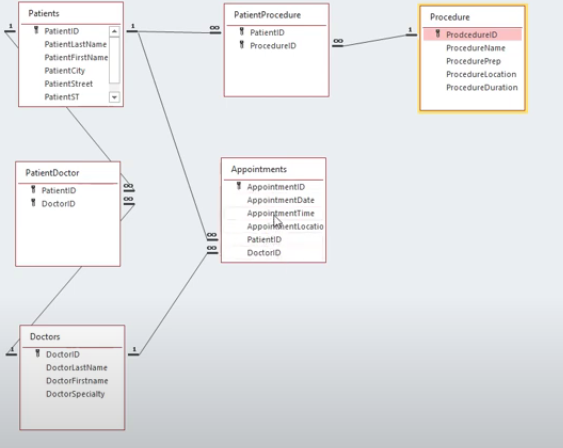 Patients
1
PatientID
PatientLastName
PatientFirstName
PatientCity
PatientStreet
PatientST
1
∞
PatientProcedure
PatientID
ProcedureID
∞
1
Procedure
ProdcedureID
ProcedureName
ProcedurePrep
ProcedureLocation
ProcedureDuration
PatientDoctor
PatientID
DoctorID
∞
∞
Appointments
AppointmentID
AppointmentDate
AppointmentTime
AppointmentLocatio
PatientID
DoctorID
∞
∞
Doctors
1
DoctorID
DoctorLastName
DoctorFirstname
DoctorSpecialty
1